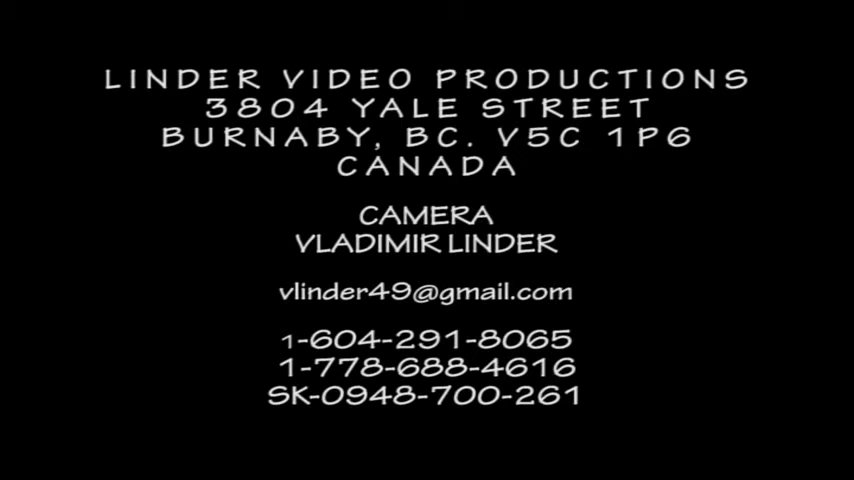 LINDER VIDEO PRODUCTIONS
3804 YALE STREET
BURNABY, BC. V5C 1P6
CANADA
CAMERA
VLADIMIR LINDER
vlinder49@gmail.com
1-604-291-8065
1-778-688-4616
SK-0948-700-261